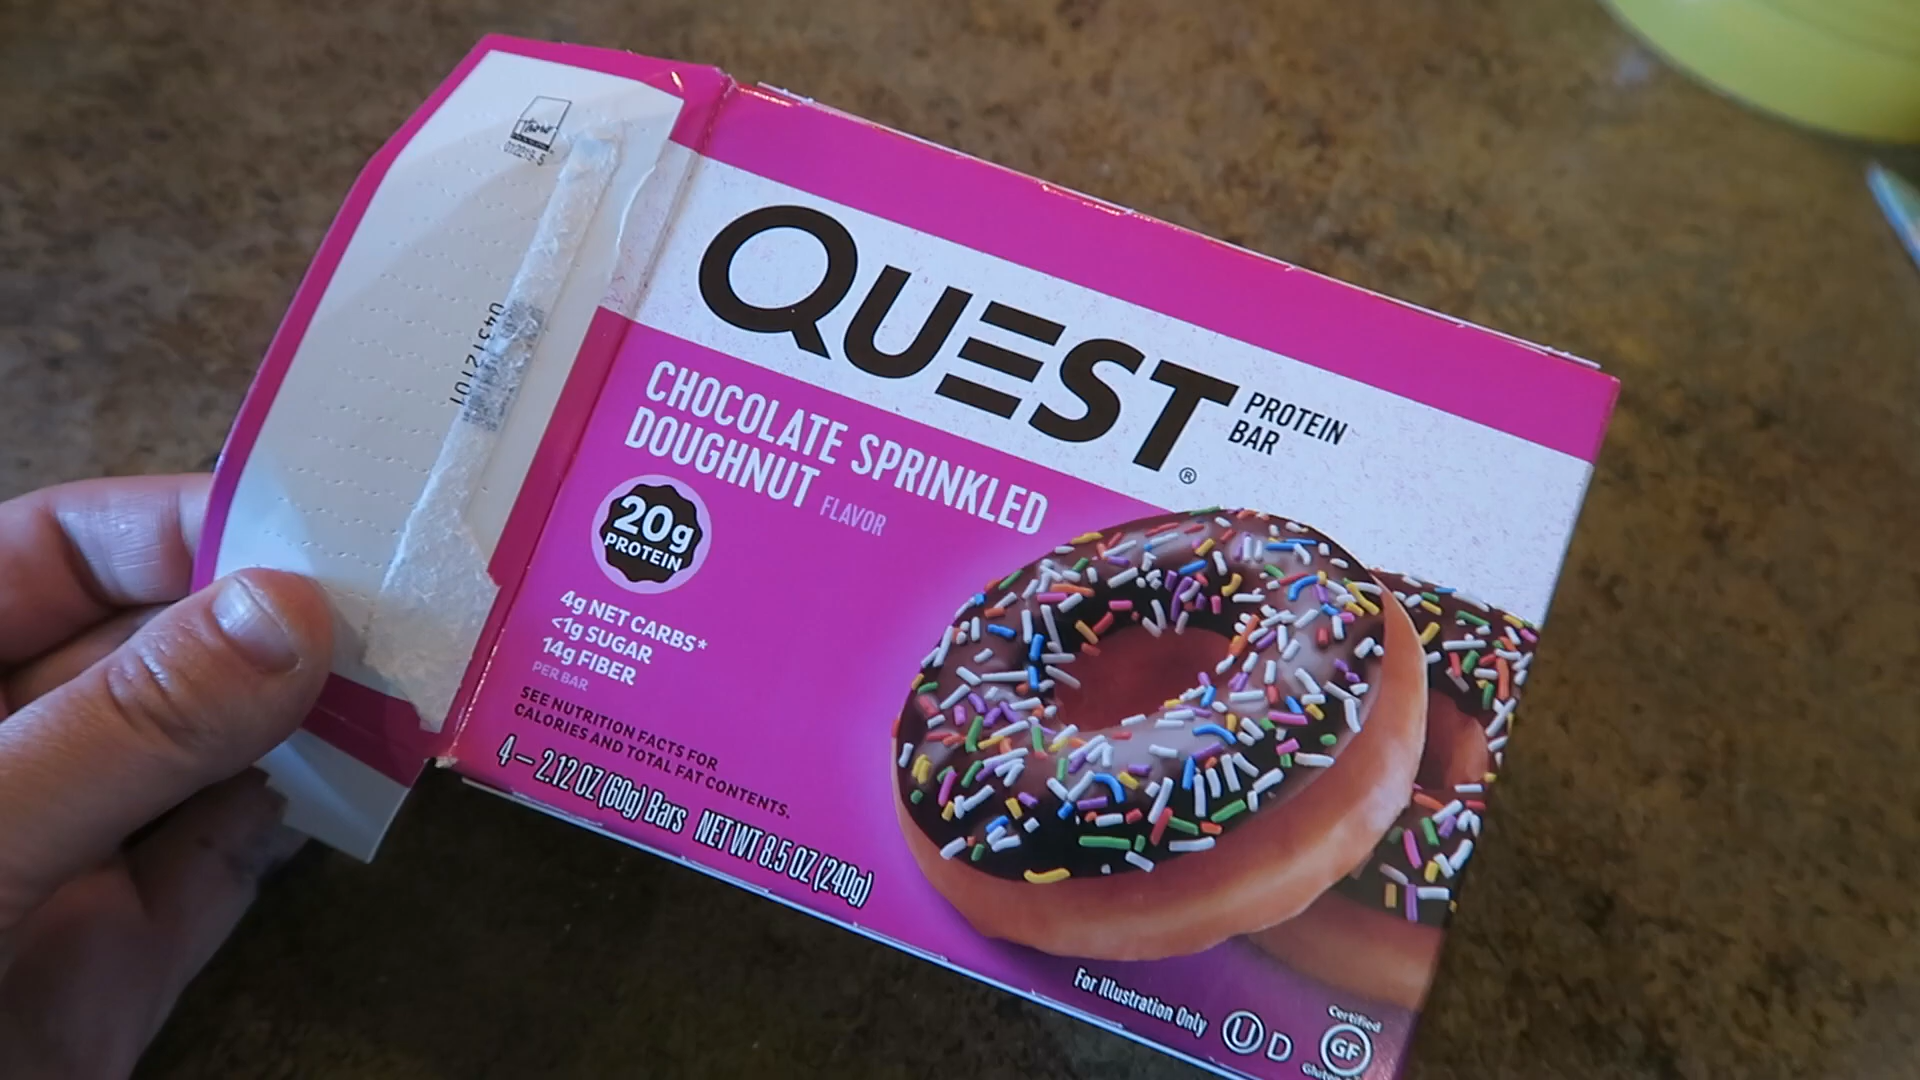 04312101
QUEST
®
PROTEIN
BAR
CHOCOLATE SPRINKLED
DOUGHNUT FLAVOR
20g
PROTEIN
4g NET CARBS*
<1g SUGAR
14g FIBER
PER BAR
SEE NUTRITION FACTS FOR
CALORIES AND TOTAL FAT CONTENTS.
4 – 2.12 OZ (60g) Bars NET WT 8.5 OZ (240g)
For Illustration Only
U D
Certified
GF